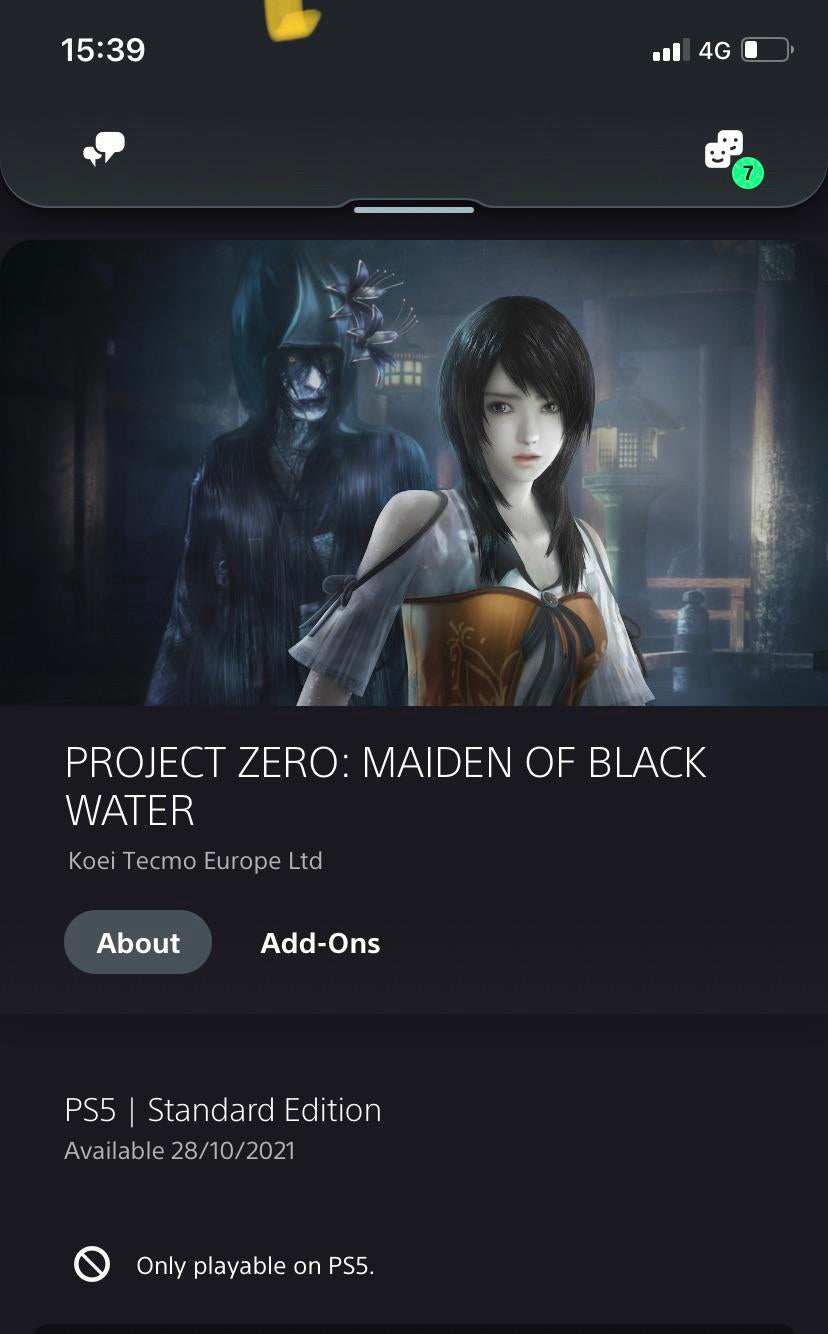 15:39
4G
7
PROJECT ZERO: MAIDEN OF BLACK
WATER
Koei Tecmo Europe Ltd
About
Add-Ons
PS5 | Standard Edition
Available 28/10/2021
Only playable on PS5.